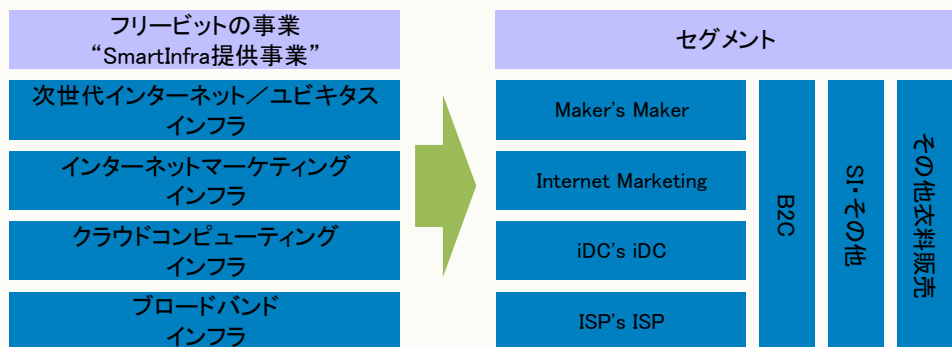 フリービットの事業
“SmartInfra提供事業”
次世代インターネット／ユビキタス
インフラ
インターネットマーケティング
インフラ
クラウドコンピューティング
インフラ
ブロードバンド
インフラ
セグメント
Maker's Maker
Internet Marketing
iDC's iDC
ISP's ISP
B2C
SI・その他
その他衣料販売